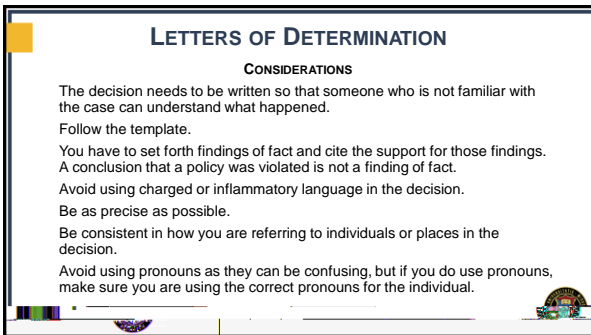 LETTERS OF DETERMINATION
CONSIDERATIONS
The decision needs to be written so that someone who is not familiar with
the case can understand what happened.
Follow the template.
You have to set forth findings of fact and cite the support for those findings.
A conclusion that a policy was violated is not a finding of fact.
Avoid using charged or inflammatory language in the decision.
Be as precise as possible.
Be consistent in how you are referring to individuals or places in the
decision.
Avoid using pronouns as they can be confusing, but if you do use pronouns,
make sure you are using the correct pronouns for the individual.